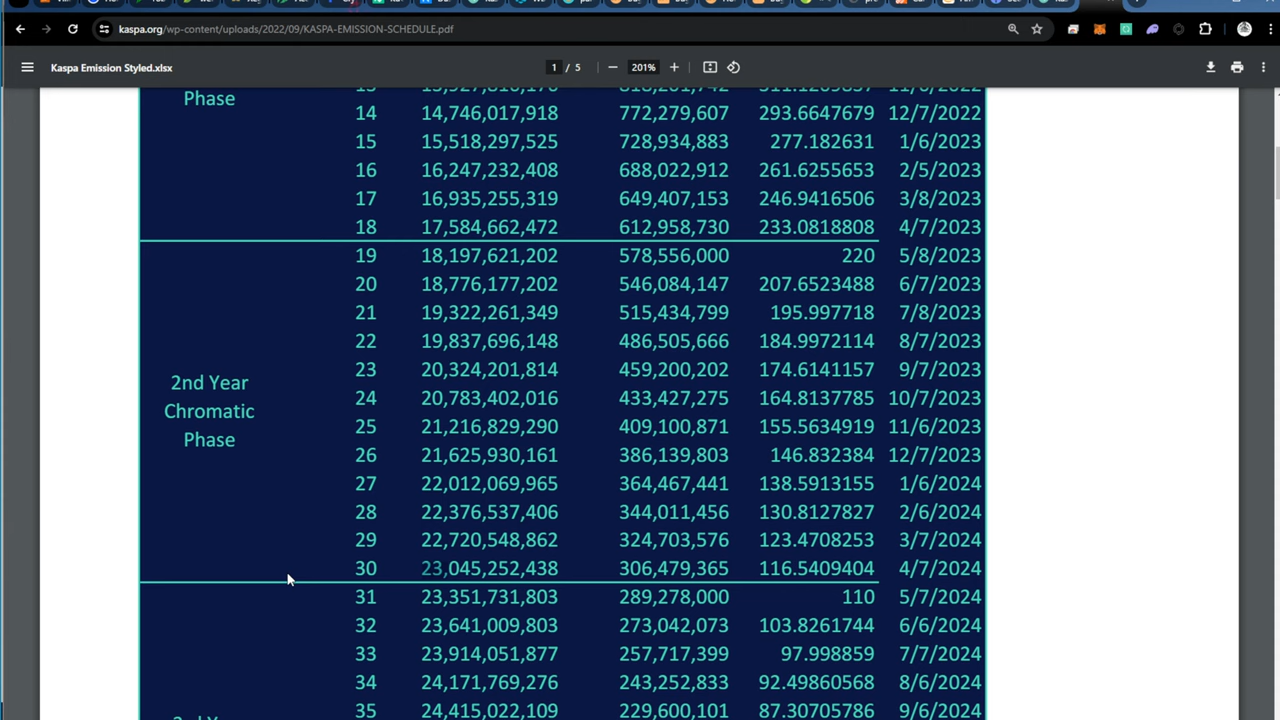 kaspa.org/wp-content/uploads/2022/09/KASPA-EMISSION-SCHEDULE.pdf
Kaspa Emission Styled.xlsx 1 / 5 201%
Phase
14 14,746,017,918 772,279,607 293.6647679 12/7/2022
15 15,518,297,525 728,934,883 277.182631 1/6/2023
16 16,247,232,408 688,022,912 261.6255653 2/5/2023
17 16,935,255,319 649,407,153 246.9416506 3/8/2023
18 17,584,662,472 612,958,730 233.0818808 4/7/2023
19 18,197,621,202 578,556,000 220 5/8/2023
20 18,776,177,202 546,084,147 207.6523488 6/7/2023
21 19,322,261,349 515,434,799 195.997718 7/8/2023
22 19,837,696,148 486,505,666 184.9972114 8/7/2023
23 20,324,201,814 459,200,202 174.6141157 9/7/2023
2nd Year
Chromatic
Phase
24 20,783,402,016 433,427,275 164.8137785 10/7/2023
25 21,216,829,290 409,100,871 155.5634919 11/6/2023
26 21,625,930,161 386,139,803 146.832384 12/7/2023
27 22,012,069,965 364,467,441 138.5913155 1/6/2024
28 22,376,537,406 344,011,456 130.8127827 2/6/2024
29 22,720,548,862 324,703,576 123.4708253 3/7/2024
30 23,045,252,438 306,479,365 116.5409404 4/7/2024
31 23,351,731,803 289,278,000 110 5/7/2024
32 23,641,009,803 273,042,073 103.8261744 6/6/2024
33 23,914,051,877 257,717,399 97.998859 7/7/2024
34 24,171,769,276 243,252,833 92.49860568 8/6/2024
35 24,415,022,109 229,600,101 87.30705786 9/6/2024